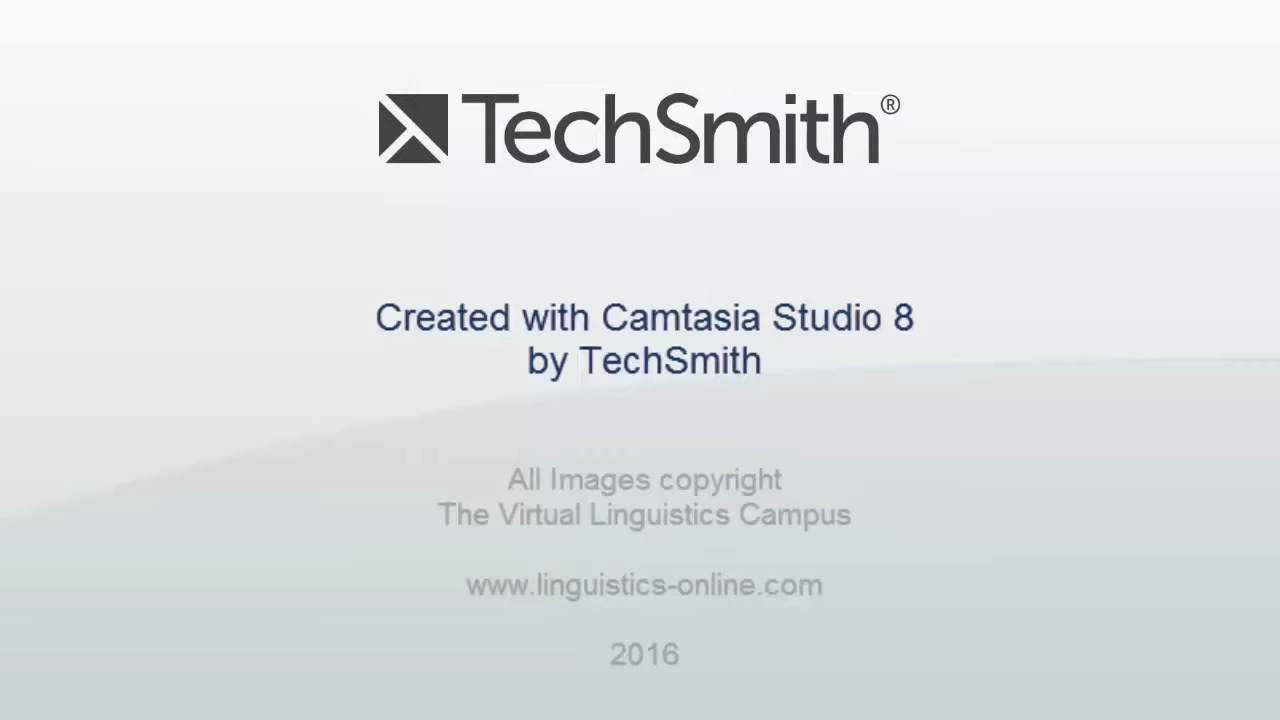 TechSmith®
Created with Camtasia Studio 8
by TechSmith
All Images copyright
The Virtual Linguistics Campus
www.linguistics-online.com
2016